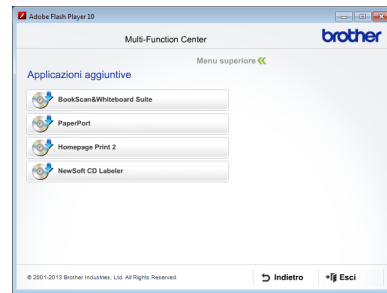 Adobe Flash Player 10
Multi-Function Center
brother
Menu superiore
Applicazioni aggiuntive
BookScan&Whiteboard Suite
PaperPort
Homepage Print 2
NewSoft CD Labeler
© 2001-2013 Brother Industries, Ltd. All Rights Reserved.
Indietro
Esci